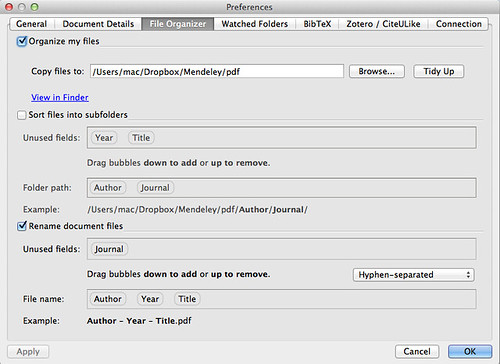 Preferences
General Document Details File Organizer Watched Folders BibTeX Zotero / CiteULike Connection
Organize my files
Copy files to: /Users/mac/Dropbox/Mendeley/pdf Browse... Tidy Up
View in Finder
Sort files into subfolders
Unused fields: Year Title
Drag bubbles down to add or up to remove.
Folder path: Author Journal
Example: /Users/mac/Dropbox/Mendeley/pdf/Author/Journal/
Rename document files
Unused fields: Journal
Drag bubbles down to add or up to remove. Hyphen-separated
File name: Author Year Title
Example: Author - Year - Title.pdf
Apply Cancel OK